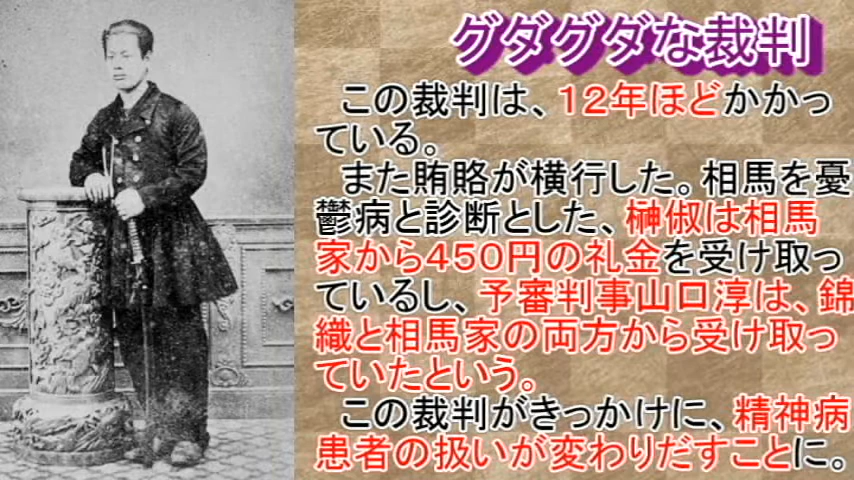 グダグダな裁判
この裁判は、12年ほどかかっ
ている。
また賄賂が横行した。相馬を憂
鬱病と診断とした、榊俶は相馬
家から450円の礼金を受け取っ
ているし、予審判事山口淳は、錦
織と相馬家の両方から受け取っ
ていたという。
この裁判がきっかけに、精神病
患者の扱いが変わりだすことに。